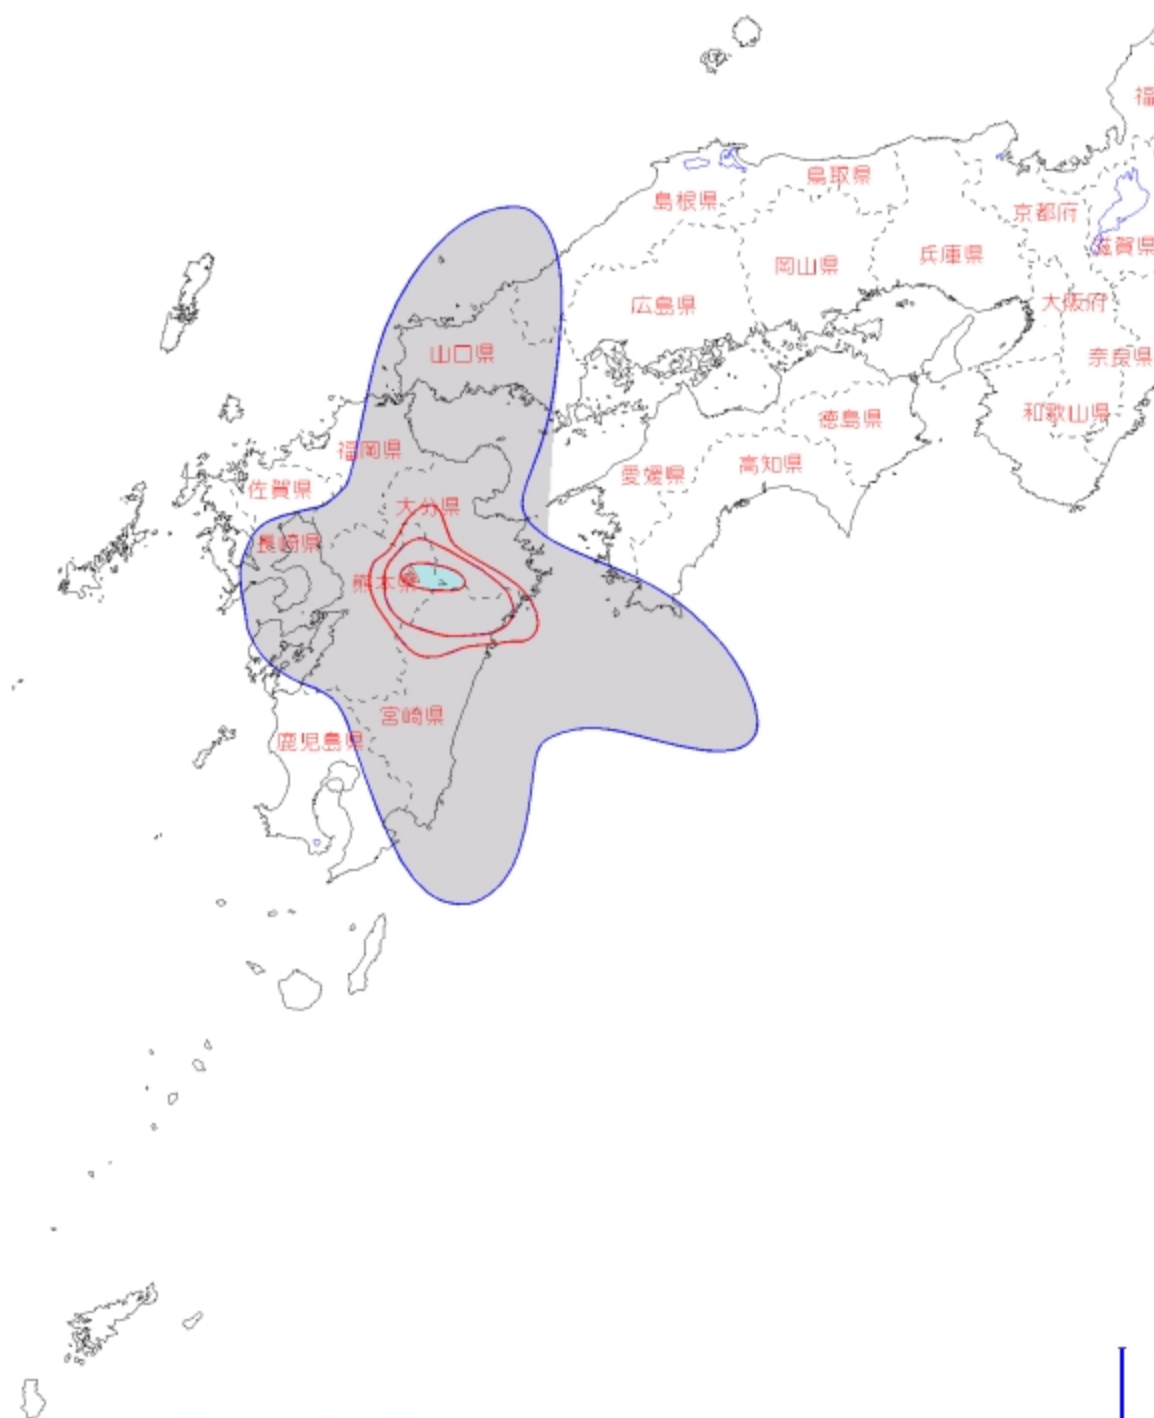 福
鳥取県
島根県
京都府
滋賀県
兵庫県
岡山県
大阪府
広島県
山口県
奈良県
和歌山県
徳島県
福岡県
高知県
愛媛県
佐賀県
大分県
長崎県
熊本県
宮崎県
鹿児島県